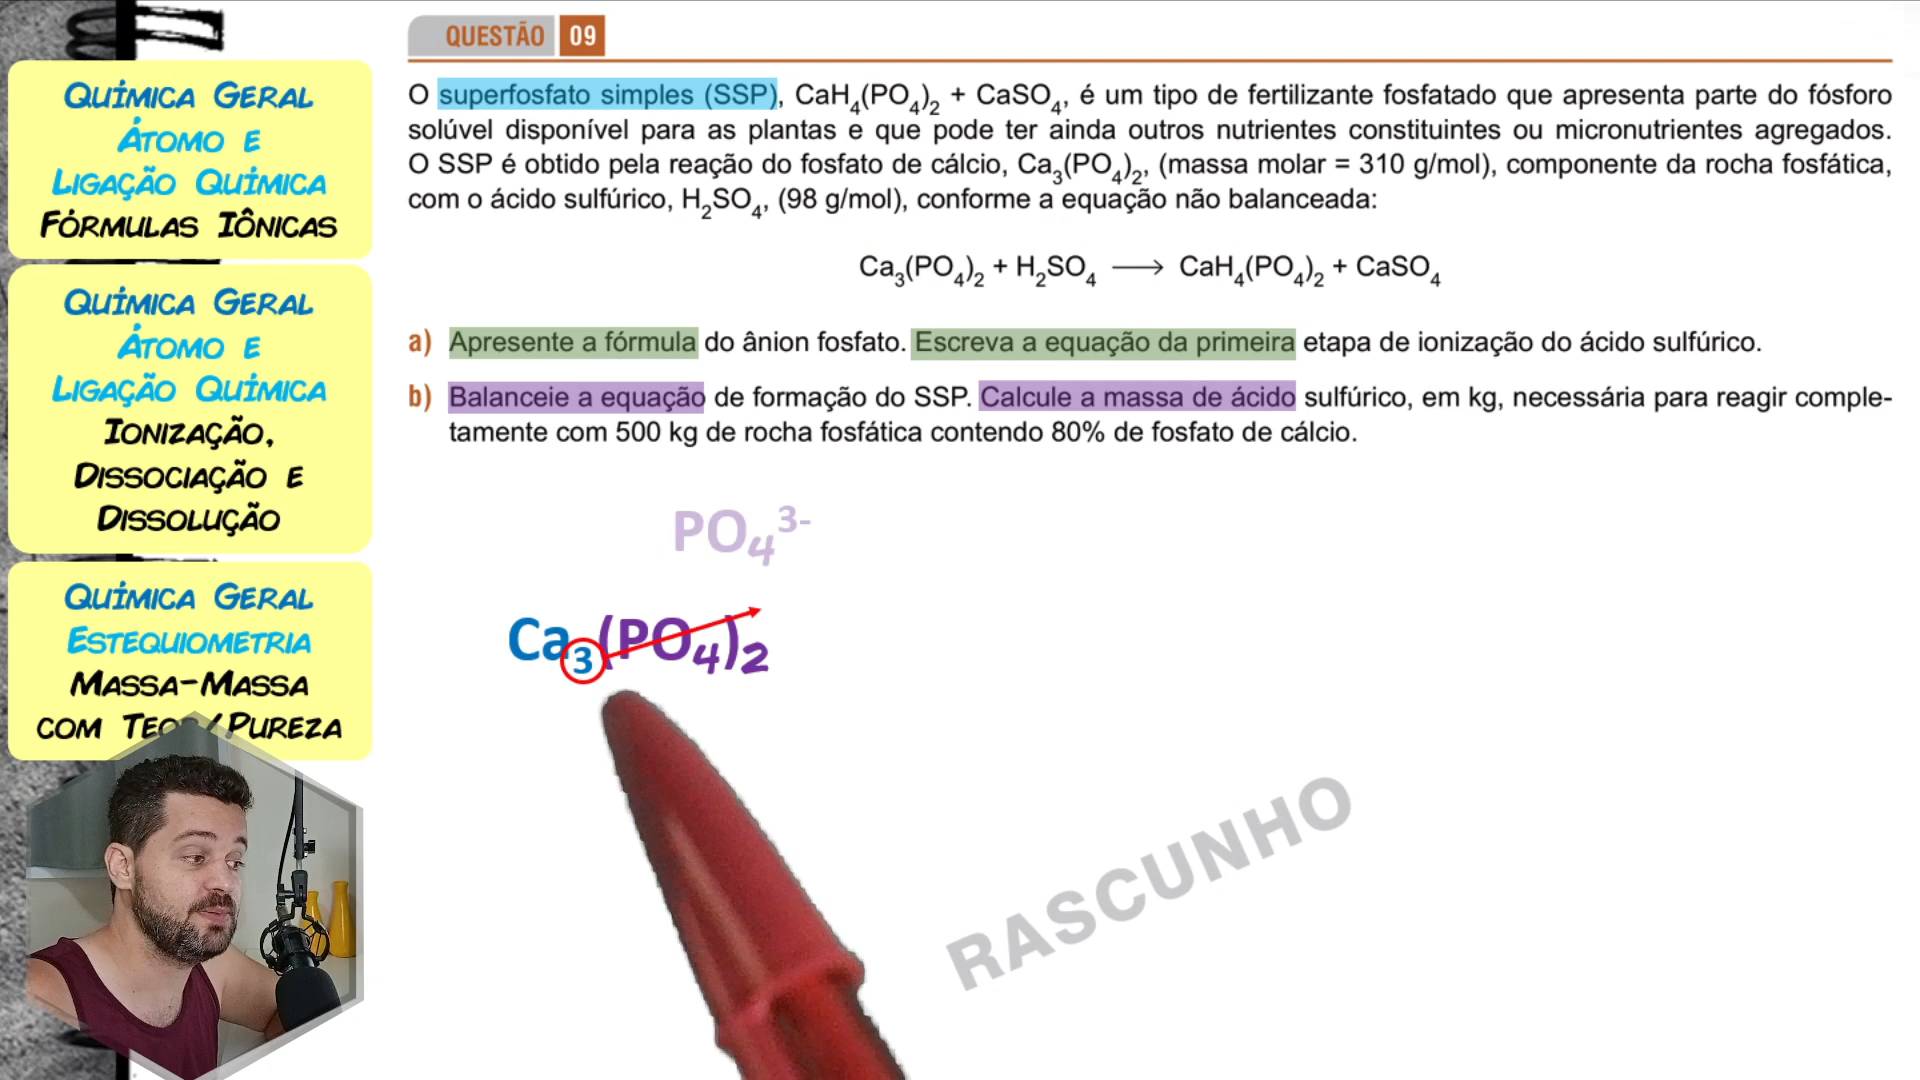 QUÍMICA GERAL
ÁTOMO E
LIGAÇÃO QUÍMICA
FÓRMULAS IÔNICAS
QUÍMICA GERAL
ÁTOMO E
LIGAÇÃO QUÍMICA
IONIZAÇÃO,
DISSOCIAÇÃO E
DISSOLUÇÃO
QUÍMICA GERAL
ESTEQUIOMETRIA
MASSA-MASSA
COM TEOR/PUREZA
QUESTÃO 09
O superfosfato simples (SSP), CaH₄(PO₄)₂ + CaSO₄, é um tipo de fertilizante fosfatado que apresenta parte do fósforo
solúvel disponível para as plantas e que pode ter ainda outros nutrientes constituintes ou micronutrientes agregados.
O SSP é obtido pela reação do fosfato de cálcio, Ca₃(PO₄)₂, (massa molar = 310 g/mol), componente da rocha fosfática,
com o ácido sulfúrico, H₂SO₄, (98 g/mol), conforme a equação não balanceada:
Ca₃(PO₄)₂ + H₂SO₄ ⟶ CaH₄(PO₄)₂ + CaSO₄
a) Apresente a fórmula do ânion fosfato. Escreva a equação da primeira etapa de ionização do ácido sulfúrico.
b) Balanceie a equação de formação do SSP. Calcule a massa de ácido sulfúrico, em kg, necessária para reagir comple-
tamente com 500 kg de rocha fosfática contendo 80% de fosfato de cálcio.
PO₄³⁻
Ca₃(PO₄)₂
RASCUNHO